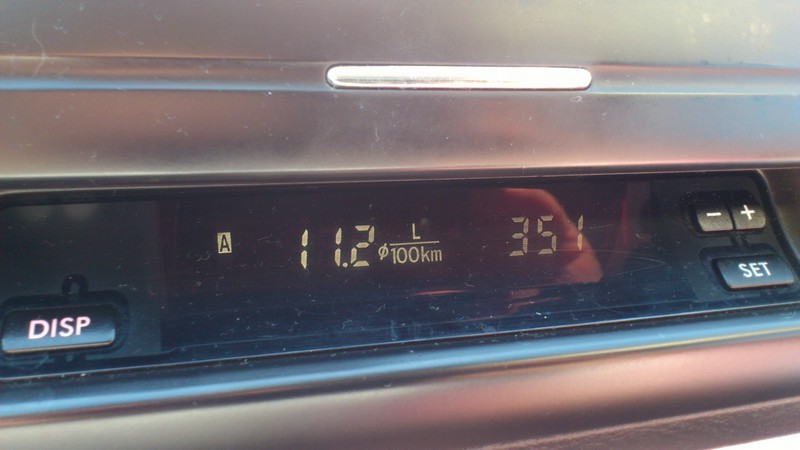 A 11.2 ø L/100km 351
− +
SET
DISP